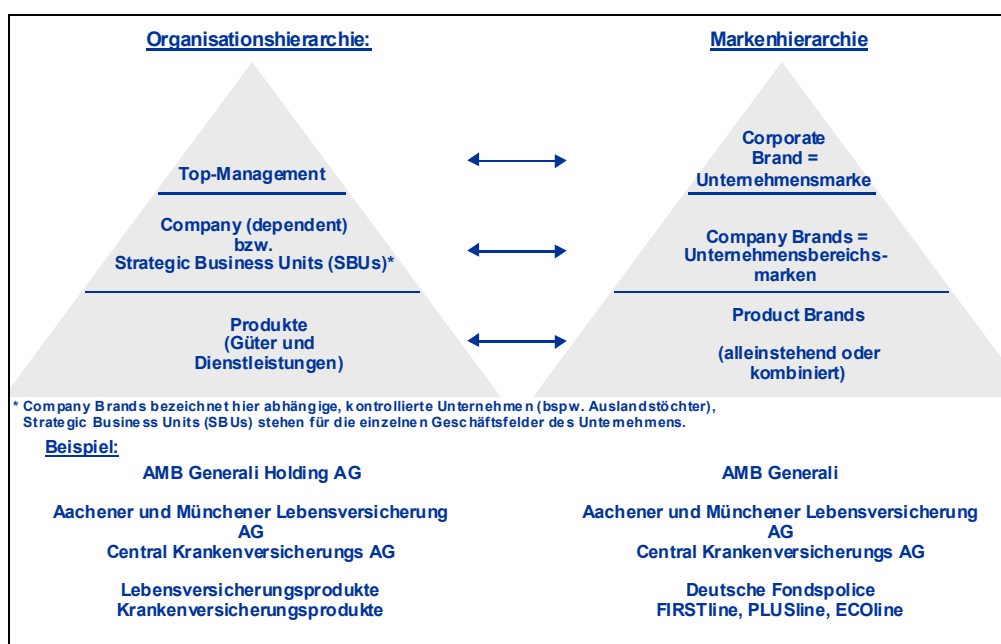 Organisationshierarchie:
Markenhierarchie
Top-Management
Corporate
Brand =
Unternehmensmarke
Company (dependent)
bzw.
Strategic Business Units (SBUs)*
Company Brands =
Unternehmensbereichs-
marken
Produkte
(Güter und
Dienstleistungen)
Product Brands
(alleinstehend oder
kombiniert)
* Company Brands bezeichnet hier abhängige, kontrollierte Unternehmen (bspw. Auslandstöchter),
Strategic Business Units (SBUs) stehen für die einzelnen Geschäftsfelder des Unternehmens.
Beispiel:
AMB Generali Holding AG
AMB Generali
Aachener und Münchener Lebensversicherung
AG
Central Krankenversicherungs AG
Aachener und Münchener Lebensversicherung
AG
Central Krankenversicherungs AG
Lebensversicherungsprodukte
Krankenversicherungsprodukte
Deutsche Fondspolice
FIRSTline, PLUSline, ECOline